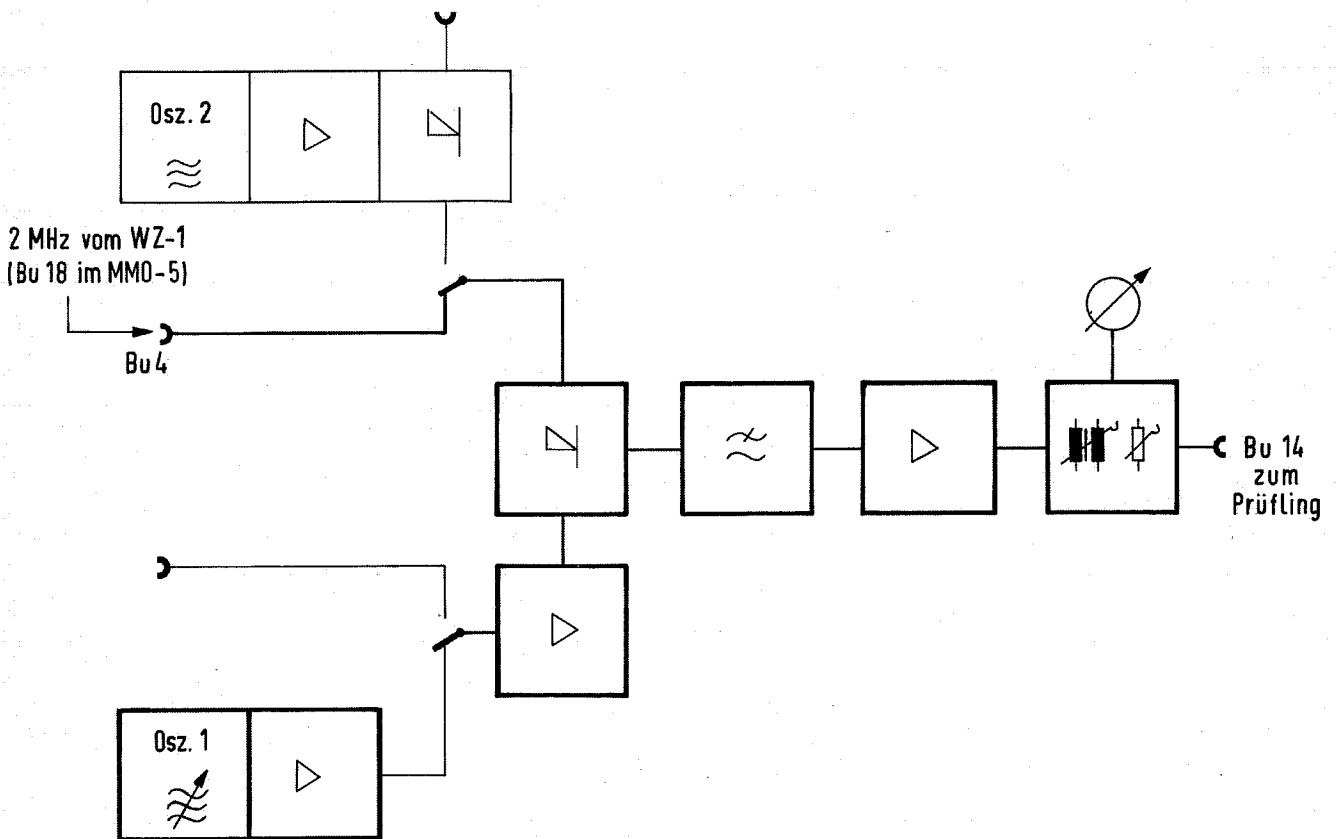 Osz. 2
2 MHz vom WZ-1
(Bu 18 im MMO-5)
Bu 4
Bu 14
zum
Prüfling
Osz. 1